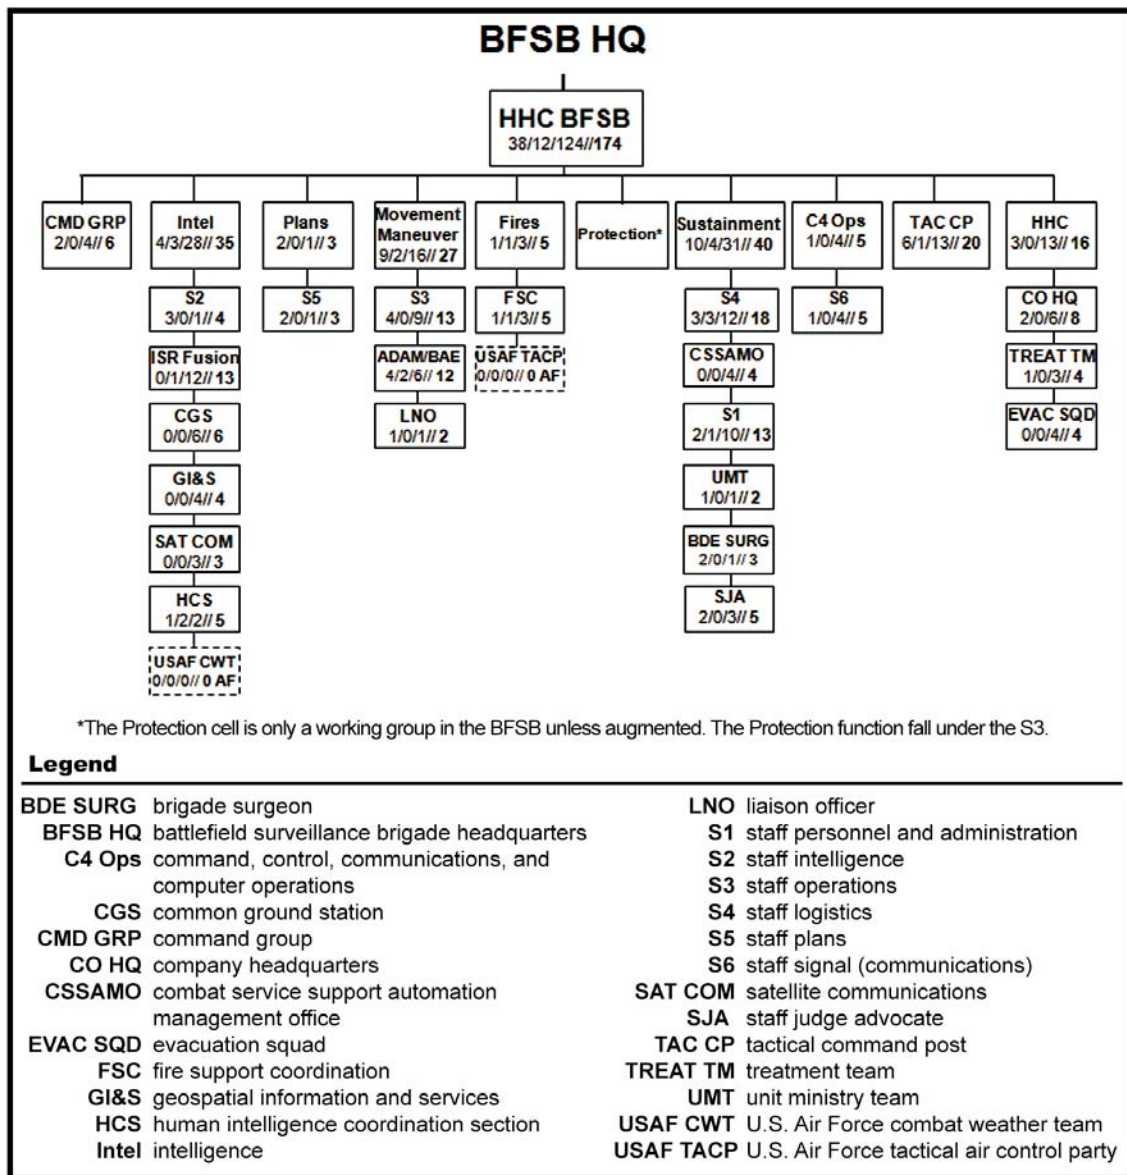 BFSB HQ
HHC BFSB
38/12/124//174
CMD GRP
2/0/4// 6
Intel
4/3/28// 35
Plans
2/0/1// 3
Movement
Maneuver
9/2/16// 27
Fires
1/1/3// 5
Protection*
Sustainment
10/4/31// 40
C4 Ops
1/0/4// 5
TAC CP
6/1/13// 20
HHC
3/0/13// 16
S2
3/0/1// 4
ISR Fusion
0/1/12// 13
CGS
0/0/6// 6
GI&S
0/0/4// 4
SAT COM
0/0/3// 3
HCS
1/2/2// 5
USAF CWT
0/0/0// 0 AF
S5
2/0/1// 3
S3
4/0/9// 13
ADAM/BAE
4/2/6// 12
LNO
1/0/1// 2
FSC
1/1/3// 5
USAF TACP
0/0/0// 0 AF
S4
3/3/12// 18
CSSAMO
0/0/4// 4
S1
2/1/10// 13
UMT
1/0/1// 2
BDE SURG
2/0/1// 3
SJA
2/0/3// 5
S6
1/0/4// 5
CO HQ
2/0/6// 8
TREAT TM
1/0/3// 4
EVAC SQD
0/0/4// 4
*The Protection cell is only a working group in the BFSB unless augmented. The Protection function fall under the S3.
Legend
BDE SURG brigade surgeon
BFSB HQ battlefield surveillance brigade headquarters
C4 Ops command, control, communications, and
computer operations
CGS common ground station
CMD GRP command group
CO HQ company headquarters
CSSAMO combat service support automation
management office
EVAC SQD evacuation squad
FSC fire support coordination
GI&S geospatial information and services
HCS human intelligence coordination section
Intel intelligence
LNO liaison officer
S1 staff personnel and administration
S2 staff intelligence
S3 staff operations
S4 staff logistics
S5 staff plans
S6 staff signal (communications)
SAT COM satellite communications
SJA staff judge advocate
TAC CP tactical command post
TREAT TM treatment team
UMT unit ministry team
USAF CWT U.S. Air Force combat weather team
USAF TACP U.S. Air Force tactical air control party